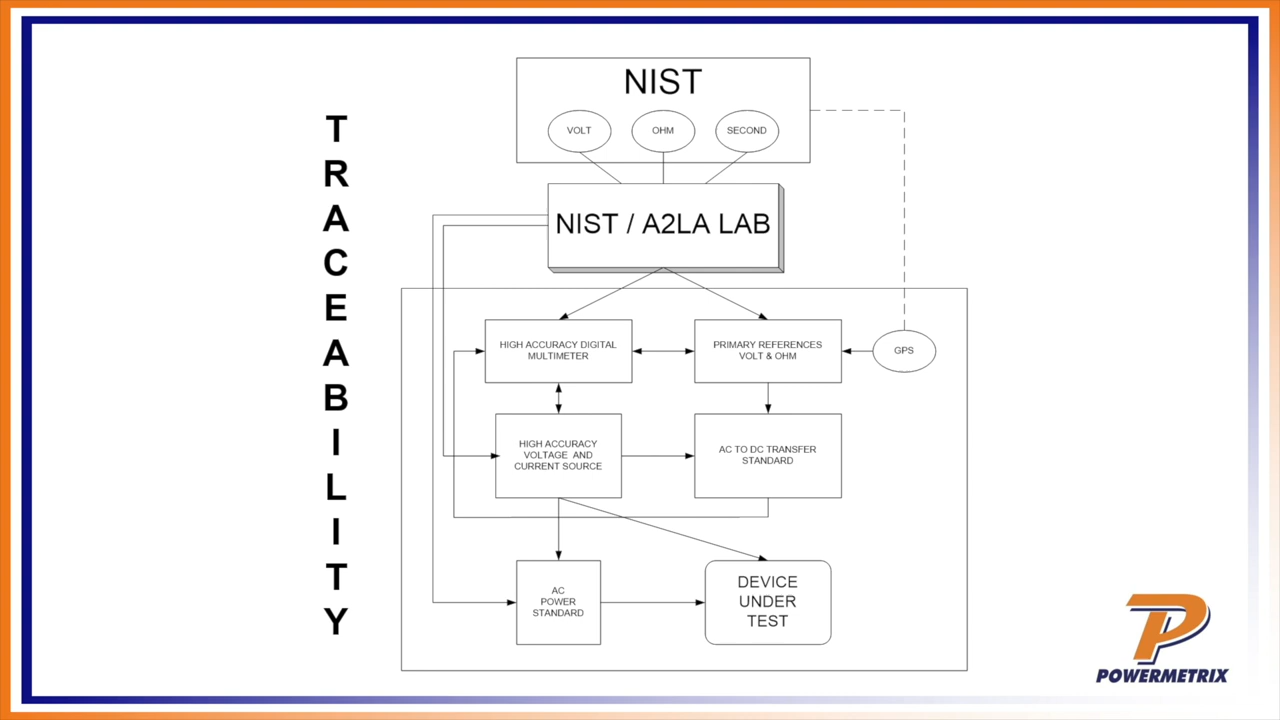 TRACEABILITY
NIST
VOLT
OHM
SECOND
NIST / A2LA LAB
HIGH ACCURACY DIGITAL
MULTIMETER
PRIMARY REFERENCES
VOLT & OHM
GPS
HIGH ACCURACY
VOLTAGE AND
CURRENT SOURCE
AC TO DC TRANSFER
STANDARD
AC
POWER
STANDARD
DEVICE
UNDER
TEST
P
POWERMETRIX